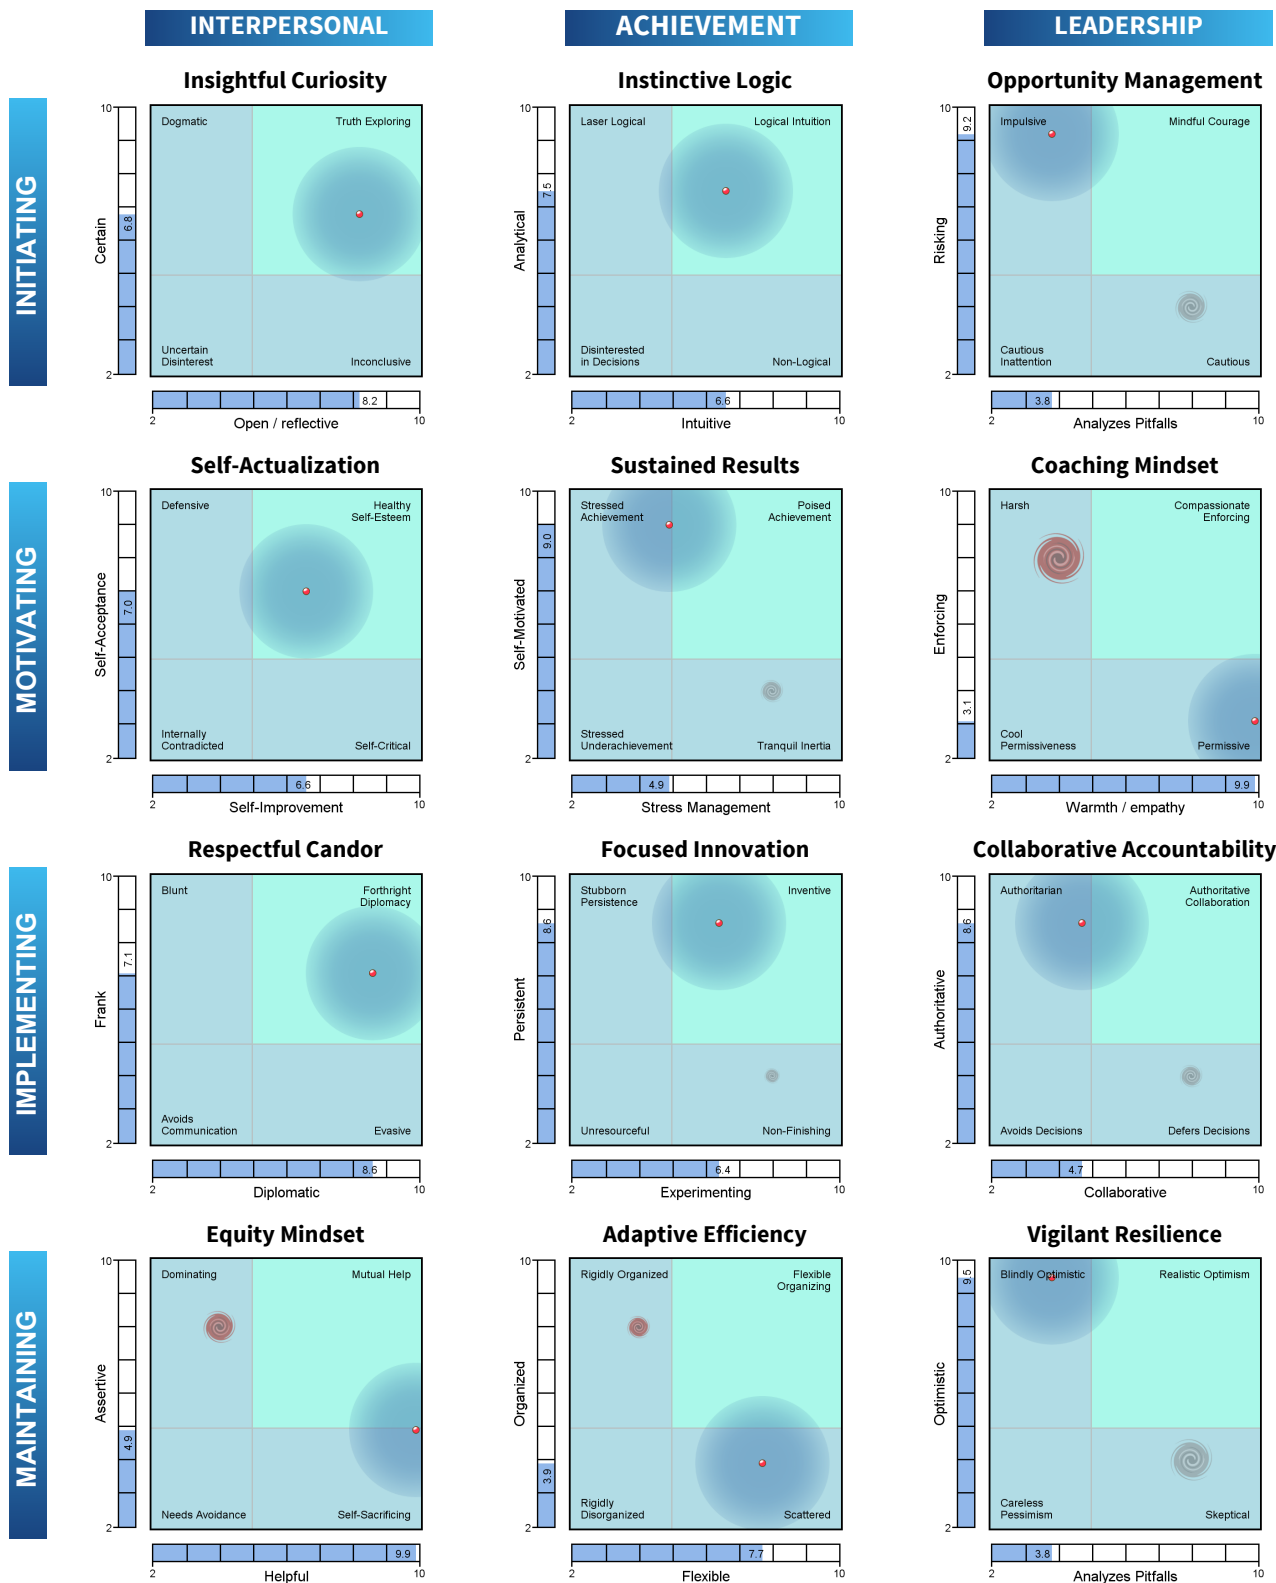 INTERPERSONAL
ACHIEVEMENT
LEADERSHIP
INITIATING
Insightful Curiosity
10
Certain
6.8
2
Dogmatic
Truth Exploring
Uncertain
Disinterest
Inconclusive
8.2
2
10
Open / reflective
Instinctive Logic
10
Analytical
7.5
2
Laser Logical
Logical Intuition
Disinterested
in Decisions
Non-Logical
6.6
2
10
Intuitive
Opportunity Management
10
Risking
9.2
2
Impulsive
Mindful Courage
Cautious
Inattention
Cautious
3.8
2
10
Analyzes Pitfalls
MOTIVATING
Self-Actualization
10
Self-Acceptance
7.0
2
Defensive
Healthy
Self-Esteem
Internally
Contradicted
Self-Critical
6.6
2
10
Self-Improvement
Sustained Results
10
Self-Motivated
9.0
2
Stressed
Achievement
Poised
Achievement
Stressed
Underachievement
Tranquil Inertia
4.9
2
10
Stress Management
Coaching Mindset
10
Enforcing
3.1
2
Harsh
Compassionate
Enforcing
Cool
Permissiveness
Permissive
9.9
2
10
Warmth / empathy
IMPLEMENTING
Respectful Candor
10
Frank
7.1
2
Blunt
Forthright
Diplomacy
Avoids
Communication
Evasive
8.6
2
10
Diplomatic
Focused Innovation
10
Persistent
8.6
2
Stubborn
Persistence
Inventive
Unresourceful
Non-Finishing
6.4
2
10
Experimenting
Collaborative Accountability
10
Authoritative
8.6
2
Authoritarian
Authoritative
Collaboration
Avoids Decisions
Defers Decisions
4.7
2
10
Collaborative
MAINTAINING
Equity Mindset
10
Assertive
4.9
2
Dominating
Mutual Help
Needs Avoidance
Self-Sacrificing
9.9
2
10
Helpful
Adaptive Efficiency
10
Organized
3.9
2
Rigidly Organized
Flexible
Organizing
Rigidly
Disorganized
Scattered
7.7
2
10
Flexible
Vigilant Resilience
10
Optimistic
9.5
2
Blindly Optimistic
Realistic Optimism
Careless
Pessimism
Skeptical
3.8
2
10
Analyzes Pitfalls